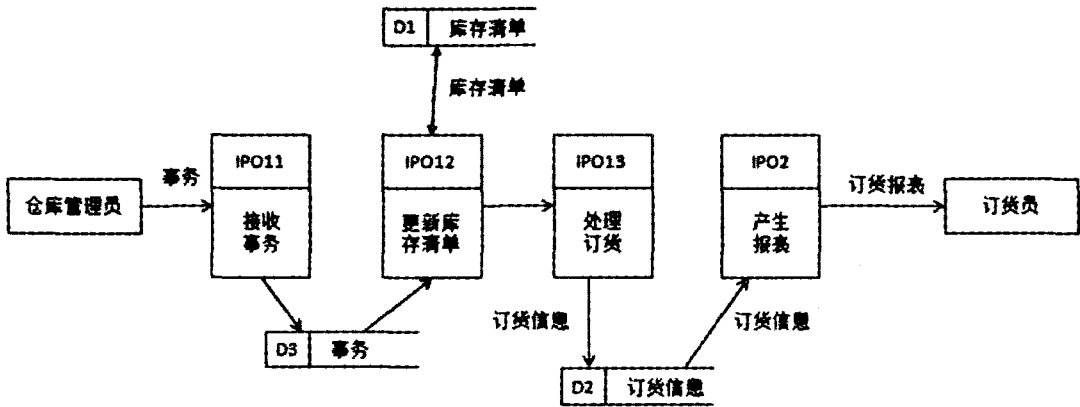 D1 库存清单
库存清单
IPO11
IPO12
IPO13
IPO2
仓库管理员
事务
接收
事务
更新库
存清单
处理
订货
产生
报表
订货报表
订货员
订货信息
订货信息
D3 事务
D2 订货信息